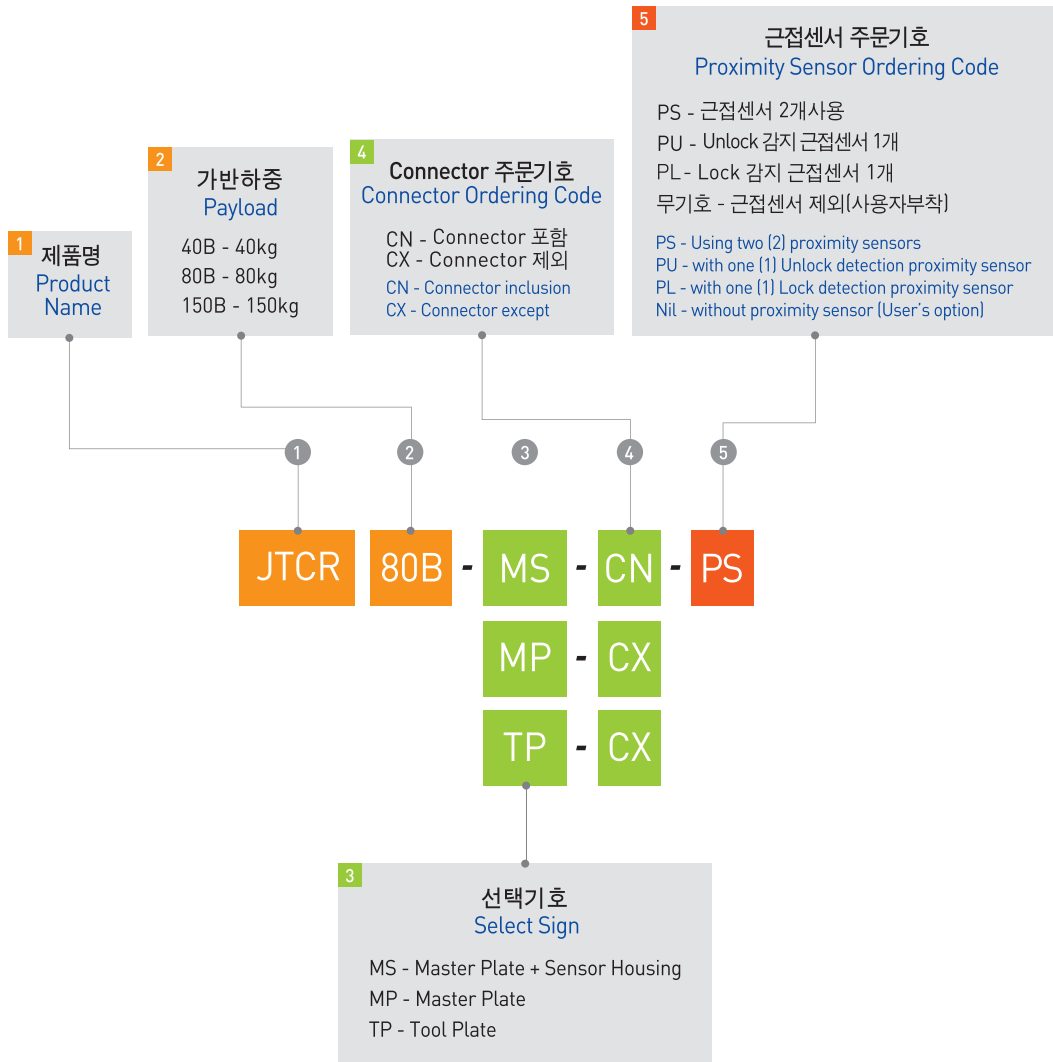 1
제품명
Product
Name
2
가반하중
Payload
40B - 40kg
80B - 80kg
150B - 150kg
4
Connector 주문기호
Connector Ordering Code
CN - Connector 포함
CX - Connector 제외
CN - Connector inclusion
CX - Connector except
5
근접센서 주문기호
Proximity Sensor Ordering Code
PS - 근접센서 2개사용
PU - Unlock 감지 근접센서 1개
PL - Lock 감지 근접센서 1개
무기호 - 근접센서 제외(사용자부착)
PS - Using two (2) proximity sensors
PU - with one (1) Unlock detection proximity sensor
PL - with one (1) Lock detection proximity sensor
Nil - without proximity sensor (User's option)
1 2 3 4 5
JTCR 80B - MS - CN - PS
MP - CX
TP - CX
3
선택기호
Select Sign
MS - Master Plate + Sensor Housing
MP - Master Plate
TP - Tool Plate